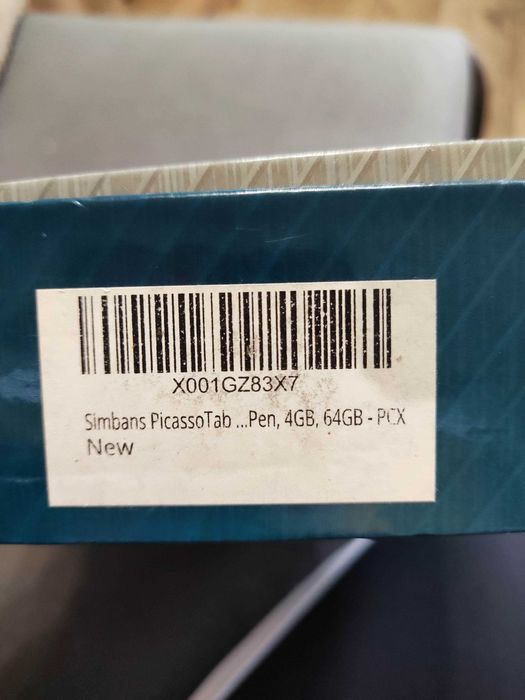 X001GZ83X7
Simbans PicassoTab ...Pen, 4GB, 64GB - PCX
New